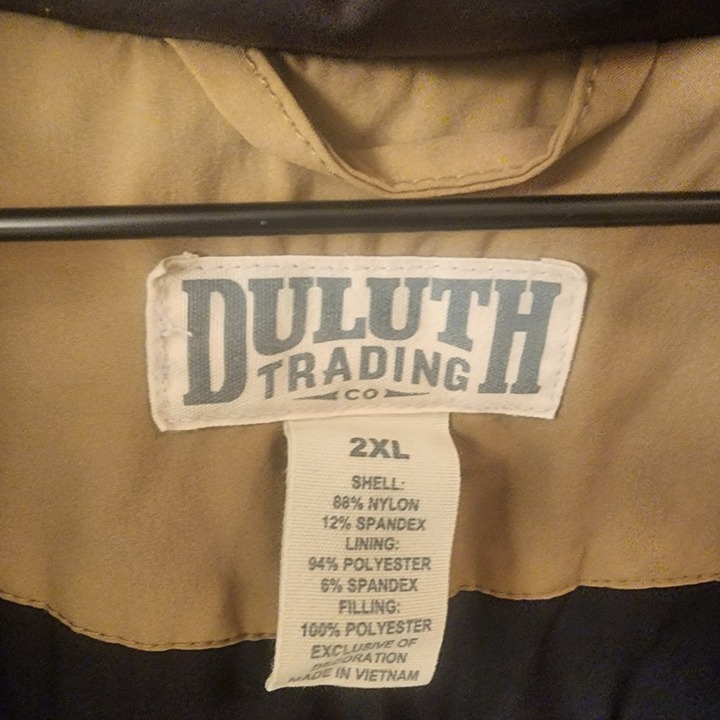 DULUTH
TRADING
CO
2XL
SHELL:
88% NYLON
12% SPANDEX
LINING:
94% POLYESTER
6% SPANDEX
FILLING:
100% POLYESTER
EXCLUSIVE OF
DECORATION
MADE IN VIETNAM